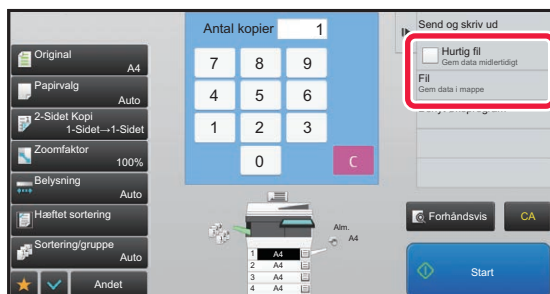 Original
A4
Papirvalg
Auto
2-Sidet Kopi
1-Sidet→1-Sidet
Zoomfaktor
100%
Belysning
Auto
Hæftet sortering
Sortering/gruppe
Auto
Andet
Antal kopier
1
7 8 9
4 5 6
1 2 3
0 C
Alm.
A4
1 A4
2 A4
3 A4
4 A4
Send og skriv ud
Hurtig fil
Gem data midlertidigt
Fil
Gem data i mappe
Forhåndsvis
CA
Start